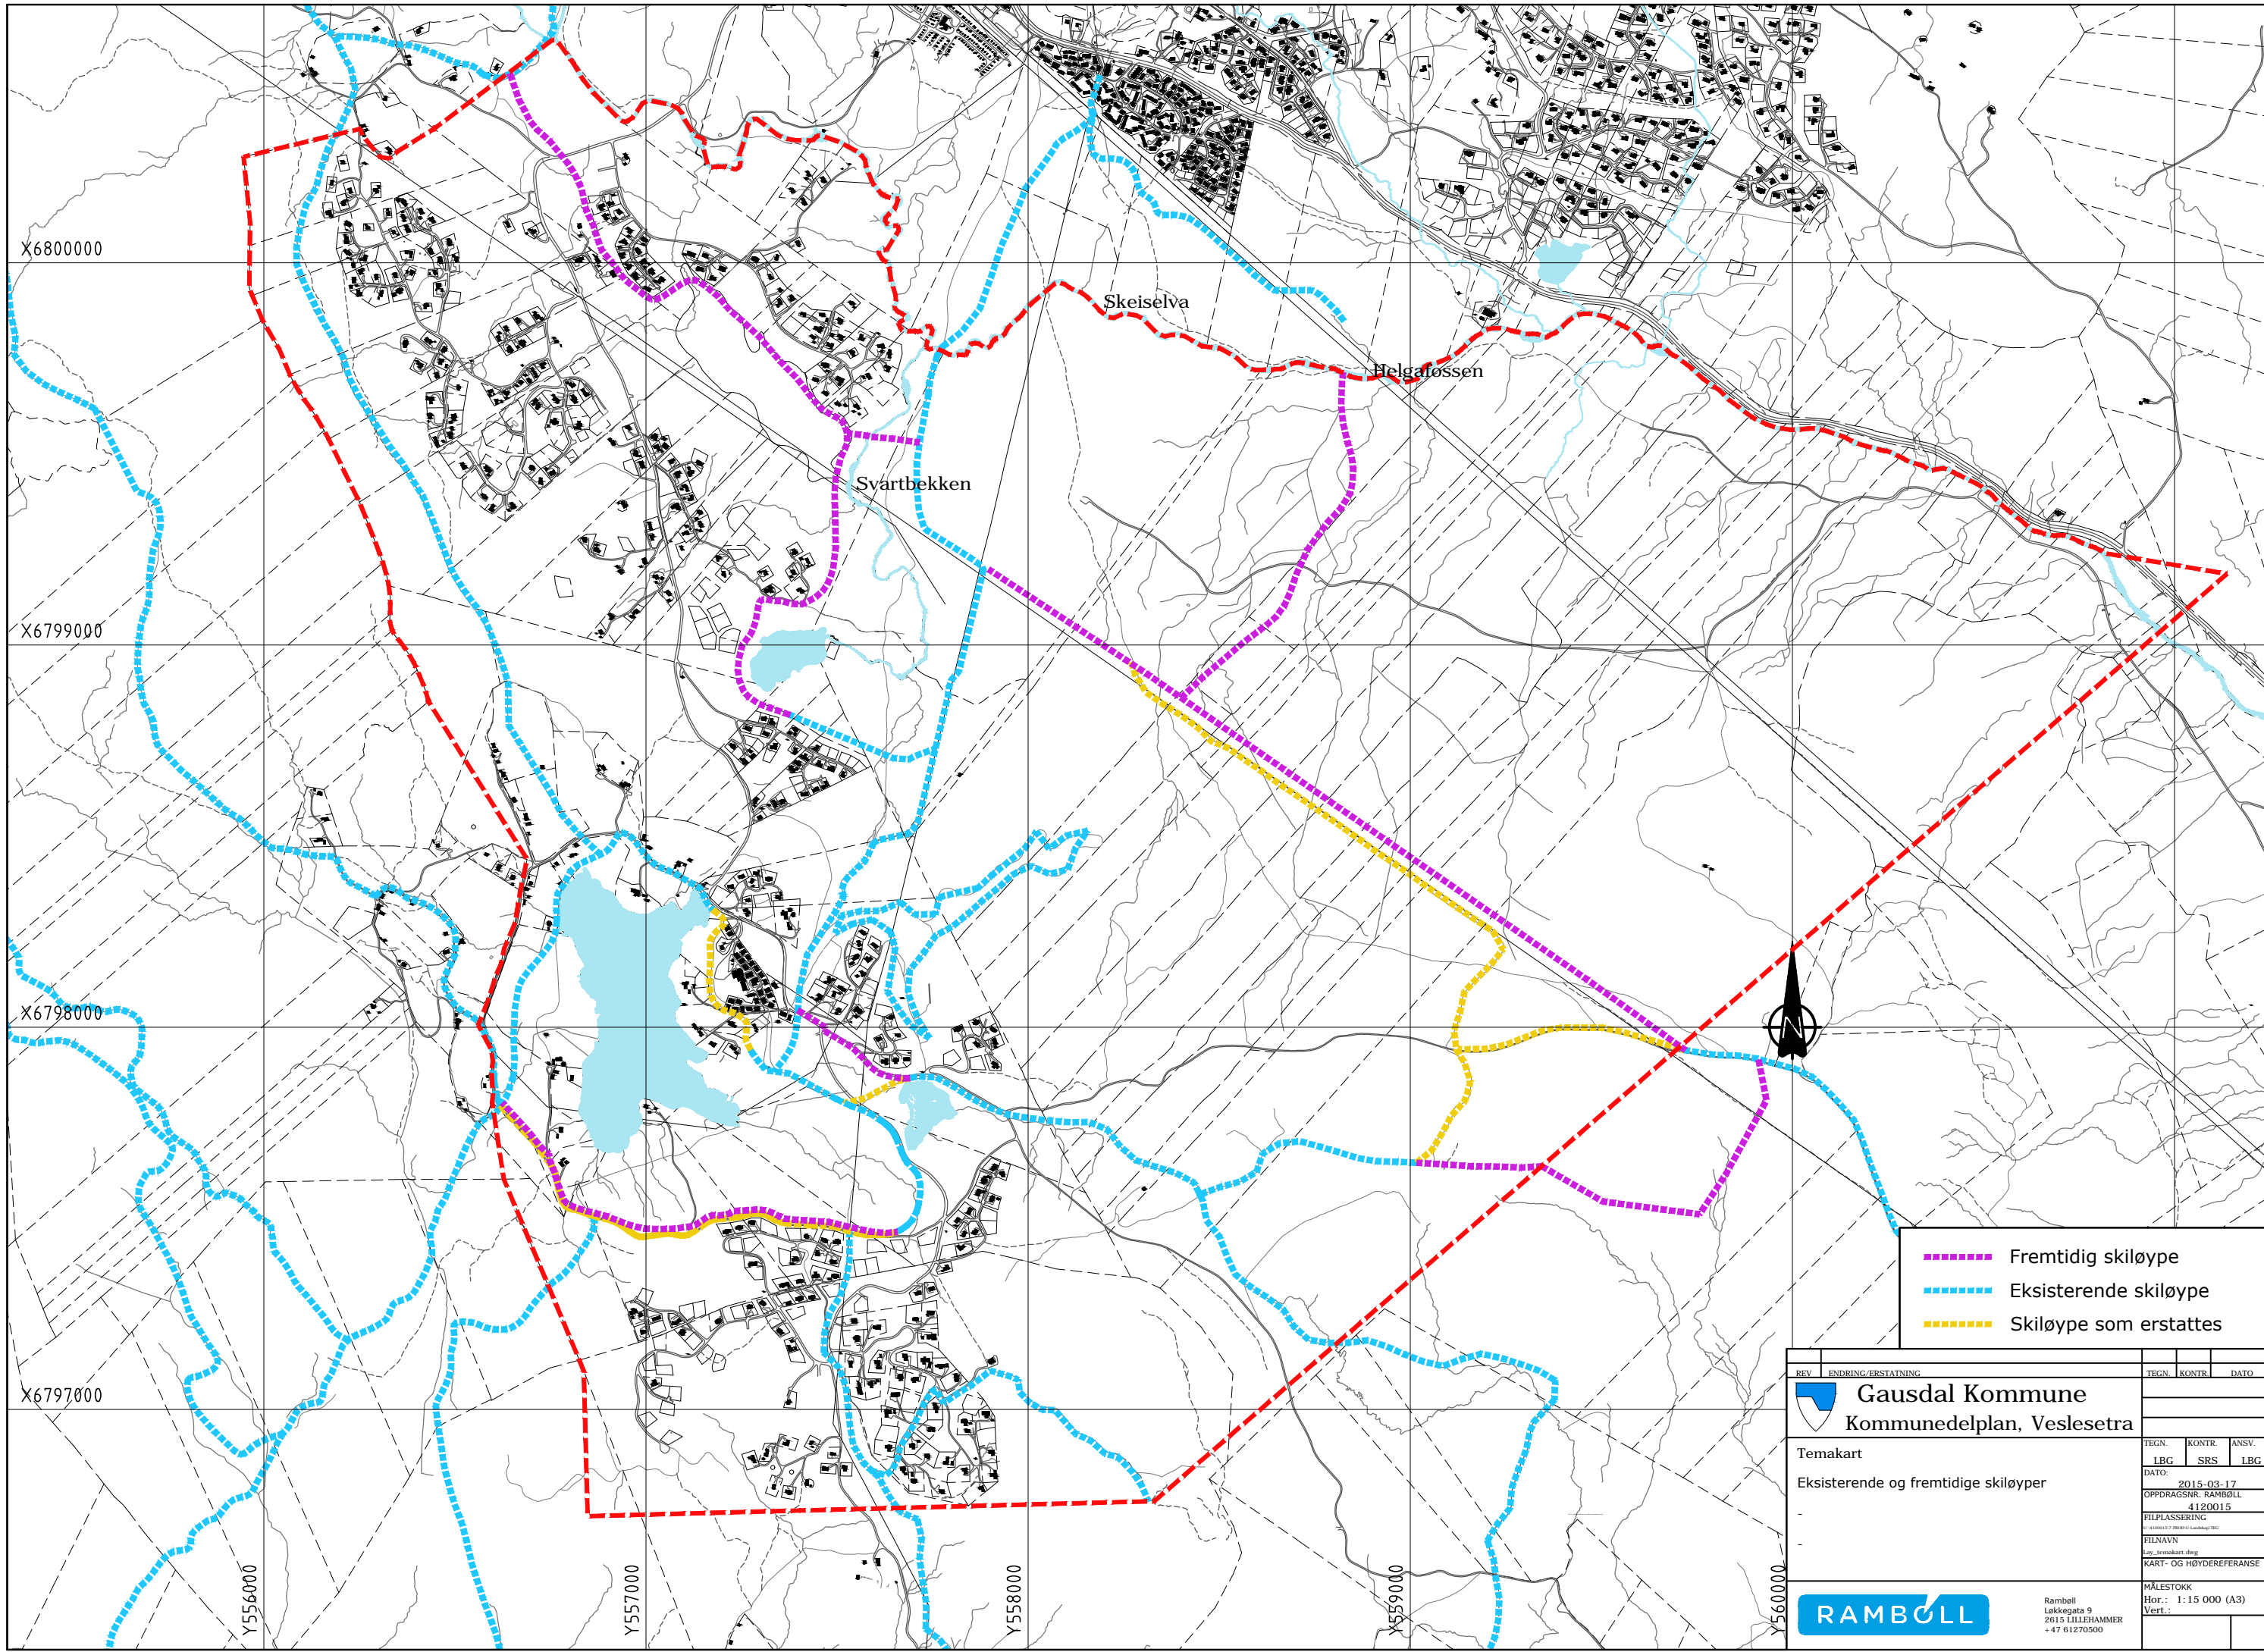 X6800000
X6799000
X6798000
X6797000
Y556000
Y557000
Y558000
Y559000
Y560000
Skeiselva
Helgafossen
Svartbekken
N
Fremtidig skiløype
Eksisterende skiløype
Skiløype som erstattes
REV ENDRING/ERSTATNING TEGN. KONTR. DATO
Gausdal Kommune
Kommunedelplan, Veslesetra
Temakart
Eksisterende og fremtidige skiløyper
-
-
TEGN. KONTR. ANSV.
LBG SRS LBG
DATO:
2015-03-17
OPPDRAGSNR. RAMBØLL
4120015
FILPLASSERING
FILNAVN
Lay_temakart.dwg
KART- OG HØYDEREFERANSE
MÅLESTOKK
Hor.: 1:15 000 (A3)
Vert.:
RAMBØLL
Rambøll
Løkkegata 9
2615 LILLEHAMMER
+47 61270500